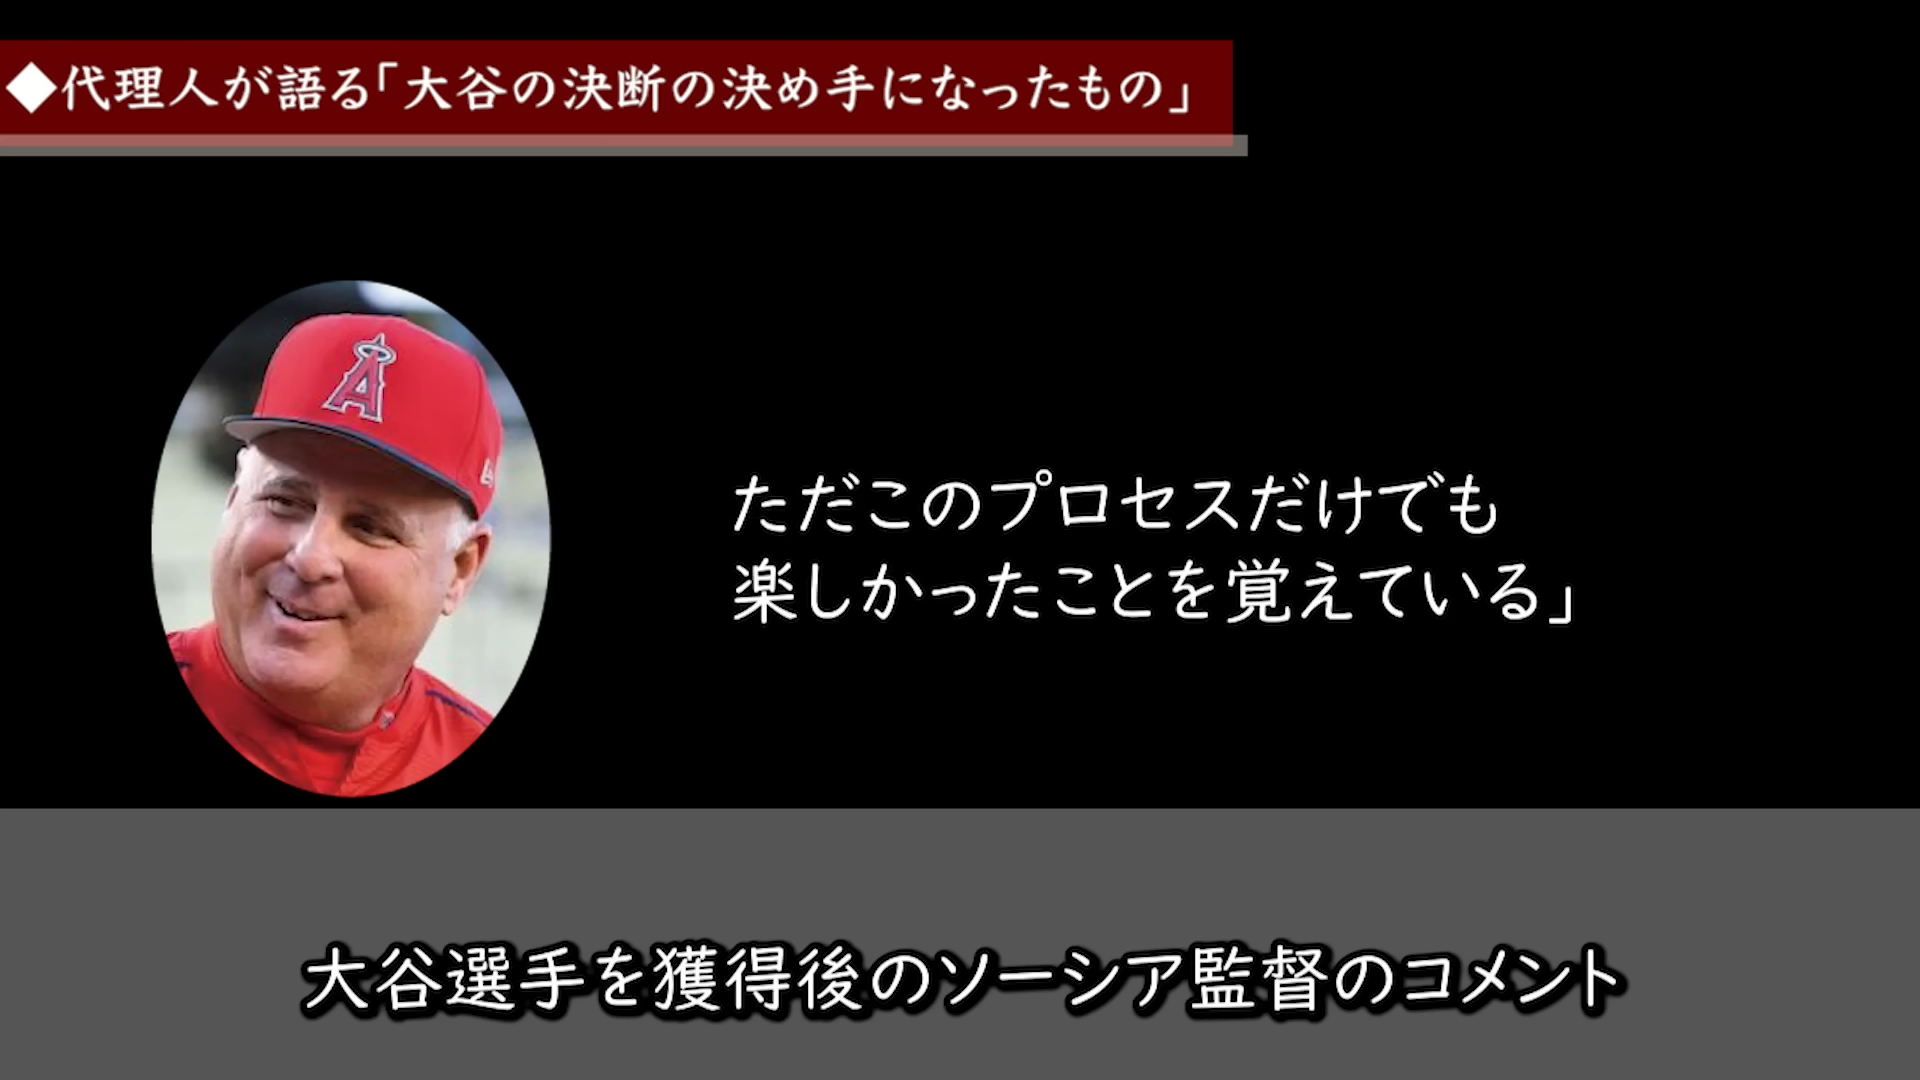 ◆代理人が語る「大谷の決断の決め手になったもの」
A
ただこのプロセスだけでも
楽しかったことを覚えている」
大谷選手を獲得後のソーシア監督のコメント